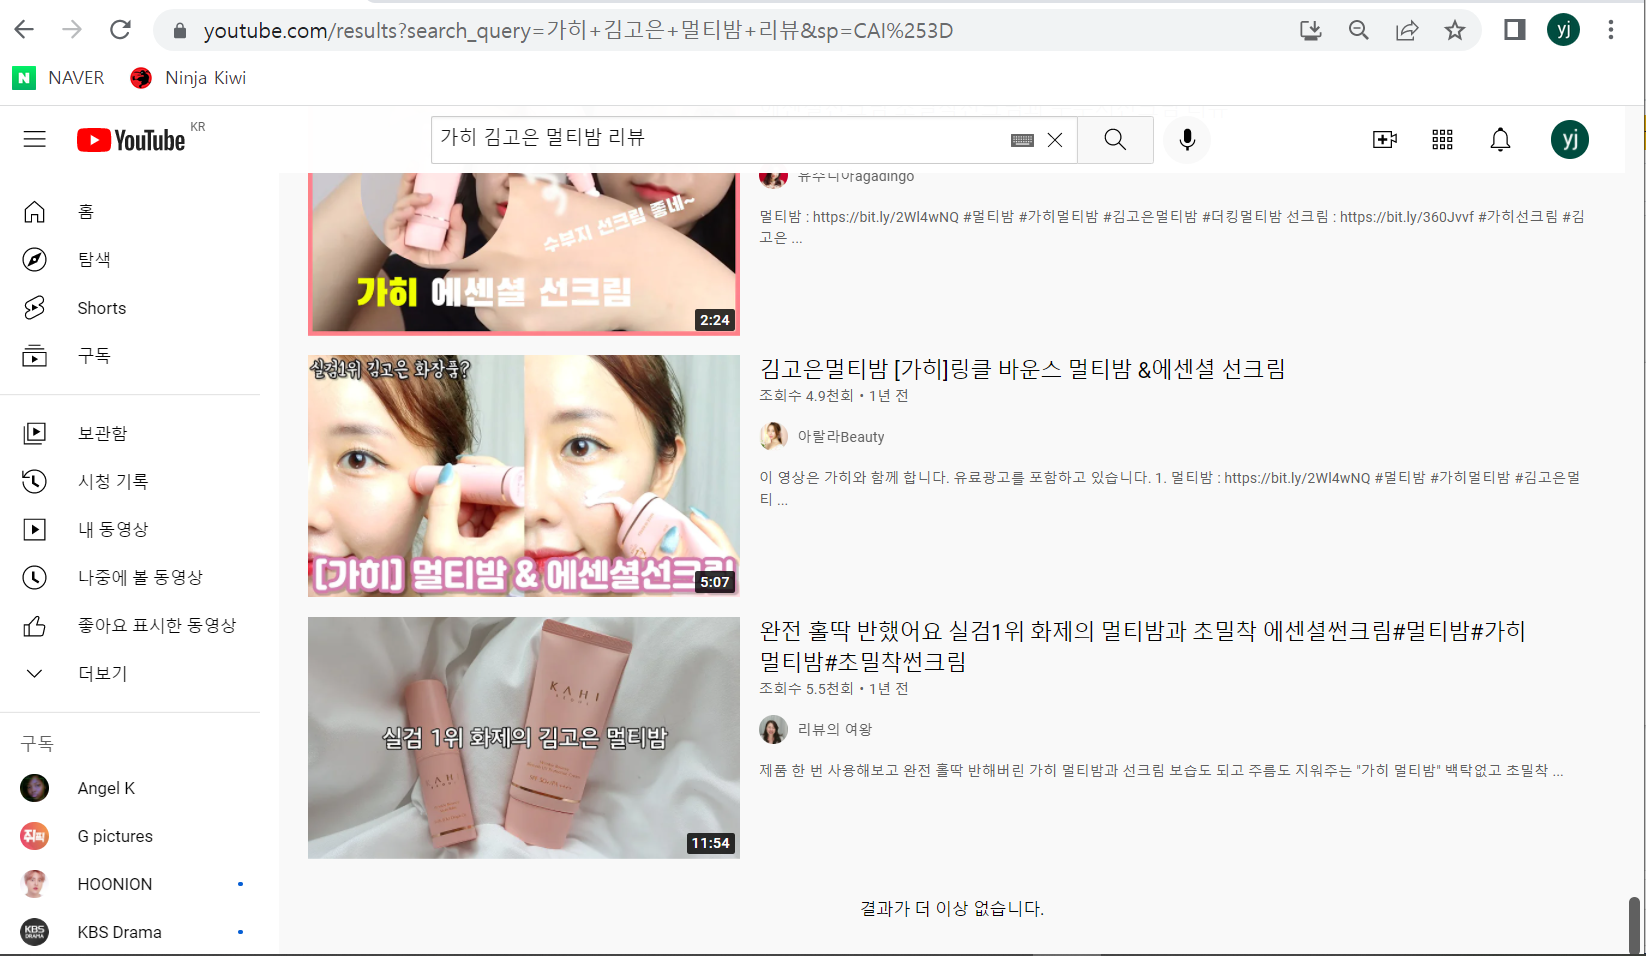 youtube.com/results?search_query=가히+김고은+멀티밤+리뷰&sp=CAI%253D
yj
N NAVER
Ninja Kiwi
YouTube KR
가히 김고은 멀티밤 리뷰
yj
홈
탐색
Shorts
구독
보관함
시청 기록
내 동영상
나중에 볼 동영상
좋아요 표시한 동영상
더보기
구독
Angel K
G pictures
HOONION
KBS Drama
KBS
DRAMA
수부지 선크림 좋네~
가히 에센셜 선크림
2:24
유주니아agadingo
멀티밤 : https://bit.ly/2Wl4wNQ #멀티밤 #가히멀티밤 #김고은멀티밤 #더킹멀티밤 선크림 : https://bit.ly/360Jvvf #가히선크림 #김
고은 ...
실검1위 김고은 화장품?
[가히] 멀티밤 & 에센셜선크림
5:07
김고은멀티밤 [가히]링클 바운스 멀티밤 &에센셜 선크림
조회수 4.9천회 • 1년 전
아랄라Beauty
이 영상은 가히와 함께 합니다. 유료광고를 포함하고 있습니다. 1. 멀티밤 : https://bit.ly/2Wl4wNQ #멀티밤 #가히멀티밤 #김고은멀
티 ...
KAHI
SEOUL
실검 1위 화제의 김고은 멀티밤
KAHI
11:54
완전 홀딱 반했어요 실검1위 화제의 멀티밤과 초밀착 에센셜썬크림#멀티밤#가히
멀티밤#초밀착썬크림
조회수 5.5천회 • 1년 전
리뷰의 여왕
제품 한 번 사용해보고 완전 홀딱 반해버린 가히 멀티밤과 선크림 보습도 되고 주름도 지워주는 "가히 멀티밤" 백탁없고 초밀착 ...
결과가 더 이상 없습니다.